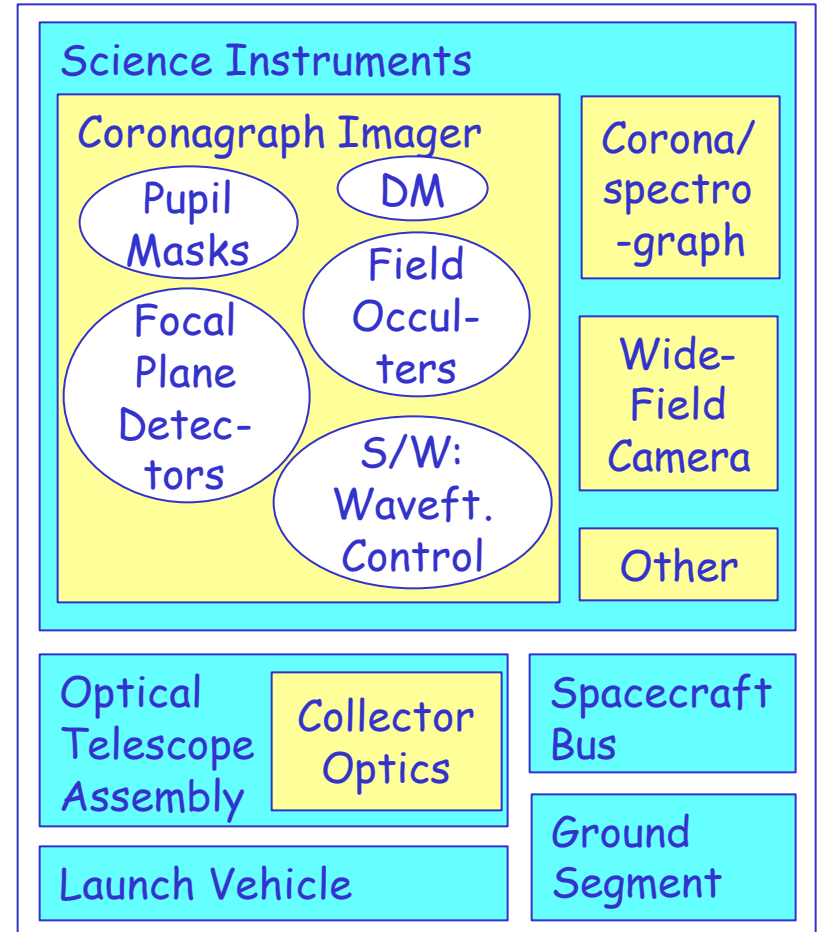 Science Instruments
Coronagraph Imager
Pupil
Masks
DM
Field
Occul-
ters
Focal
Plane
Detec-
tors
S/W:
Waveft.
Control
Corona/
spectro
-graph
Wide-
Field
Camera
Other
Optical
Telescope
Assembly
Collector
Optics
Spacecraft
Bus
Launch Vehicle
Ground
Segment